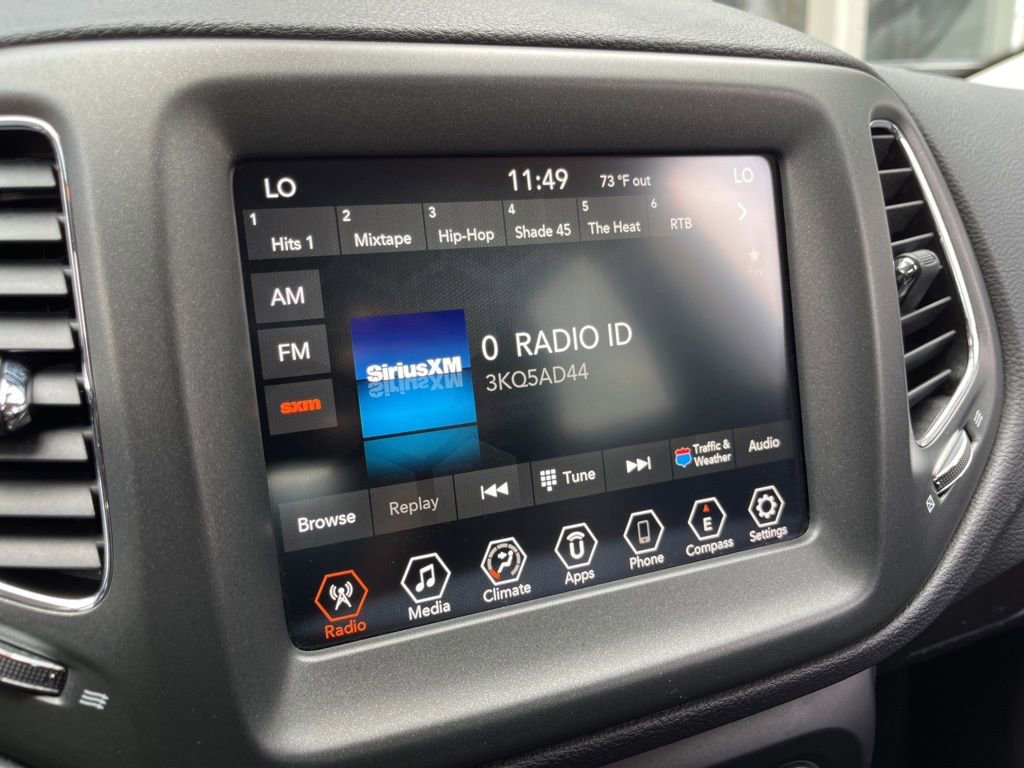 LO 11:49 73 °F out LO
1 Hits 1
2 Mixtape
3 Hip-Hop
4 Shade 45
5 The Heat
6 RTB
Fav
AM
FM
sxm
SiriusXM
0 RADIO ID
3KQ5AD44
Browse
Replay
Tune
Traffic &
Weather
Audio
Radio
Media
Climate
Apps
Phone
E
Compass
Settings